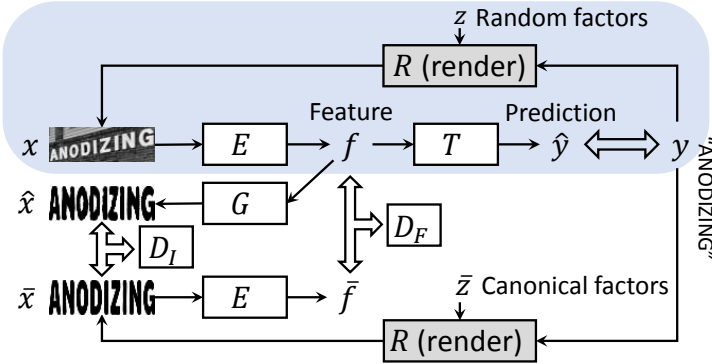 z Random factors
R (render)
Feature
Prediction
x ANODIZING E f T ŷ y
"ANODIZING"
x̂ ANODIZING G
D_I
D_F
x̄ ANODIZING E f̄
z̄ Canonical factors
R (render)